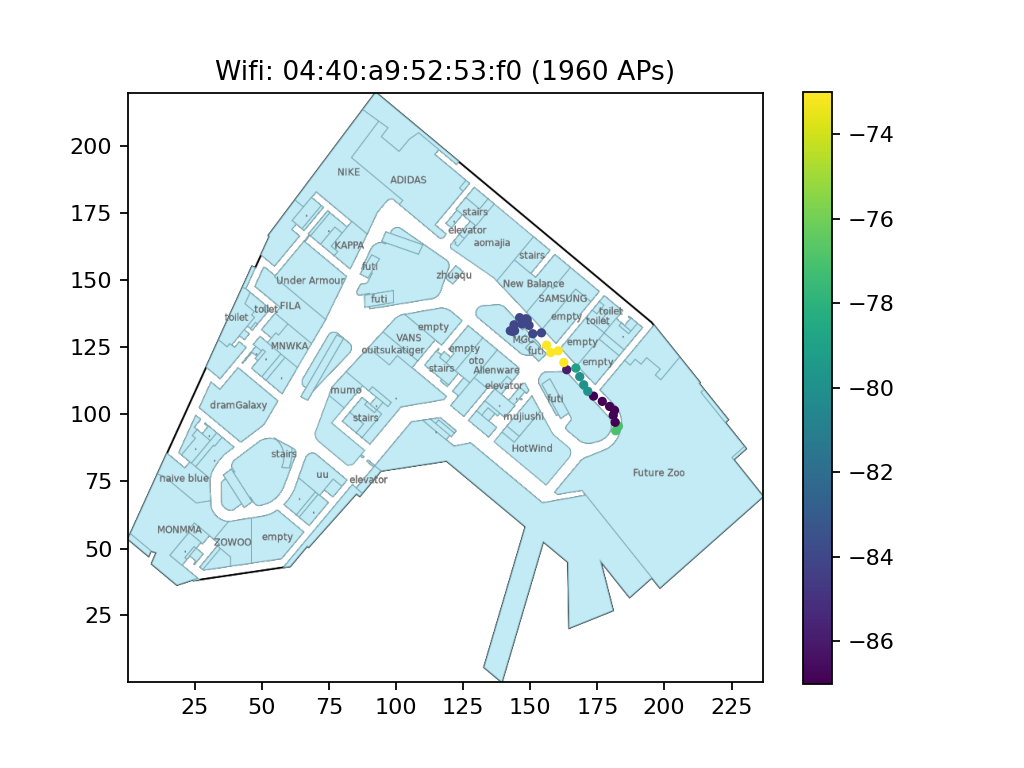 Wifi: 04:40:a9:52:53:f0 (1960 APs)
200
175
150
125
100
75
50
25
25
50
75
100
125
150
175
200
225
−74
−76
−78
−80
−82
−84
−86
NIKE
ADIDAS
stairs
elevator
aomajia
KAPPA
stairs
futi
zhuaqu
Under Armour
New Balance
futi
SAMSUNG
toilet
FILA
toilet
empty
toilet
toilet
empty
VANS
MGC
empty
MNWKA
ouitsukatiger
empty
futi
oto
empty
stairs
Alienware
elevator
mumo
futi
dramGalaxy
stairs
mujiushi
HotWind
stairs
naive blue
uu
elevator
Future Zoo
MONMMA
ZOWOO
empty